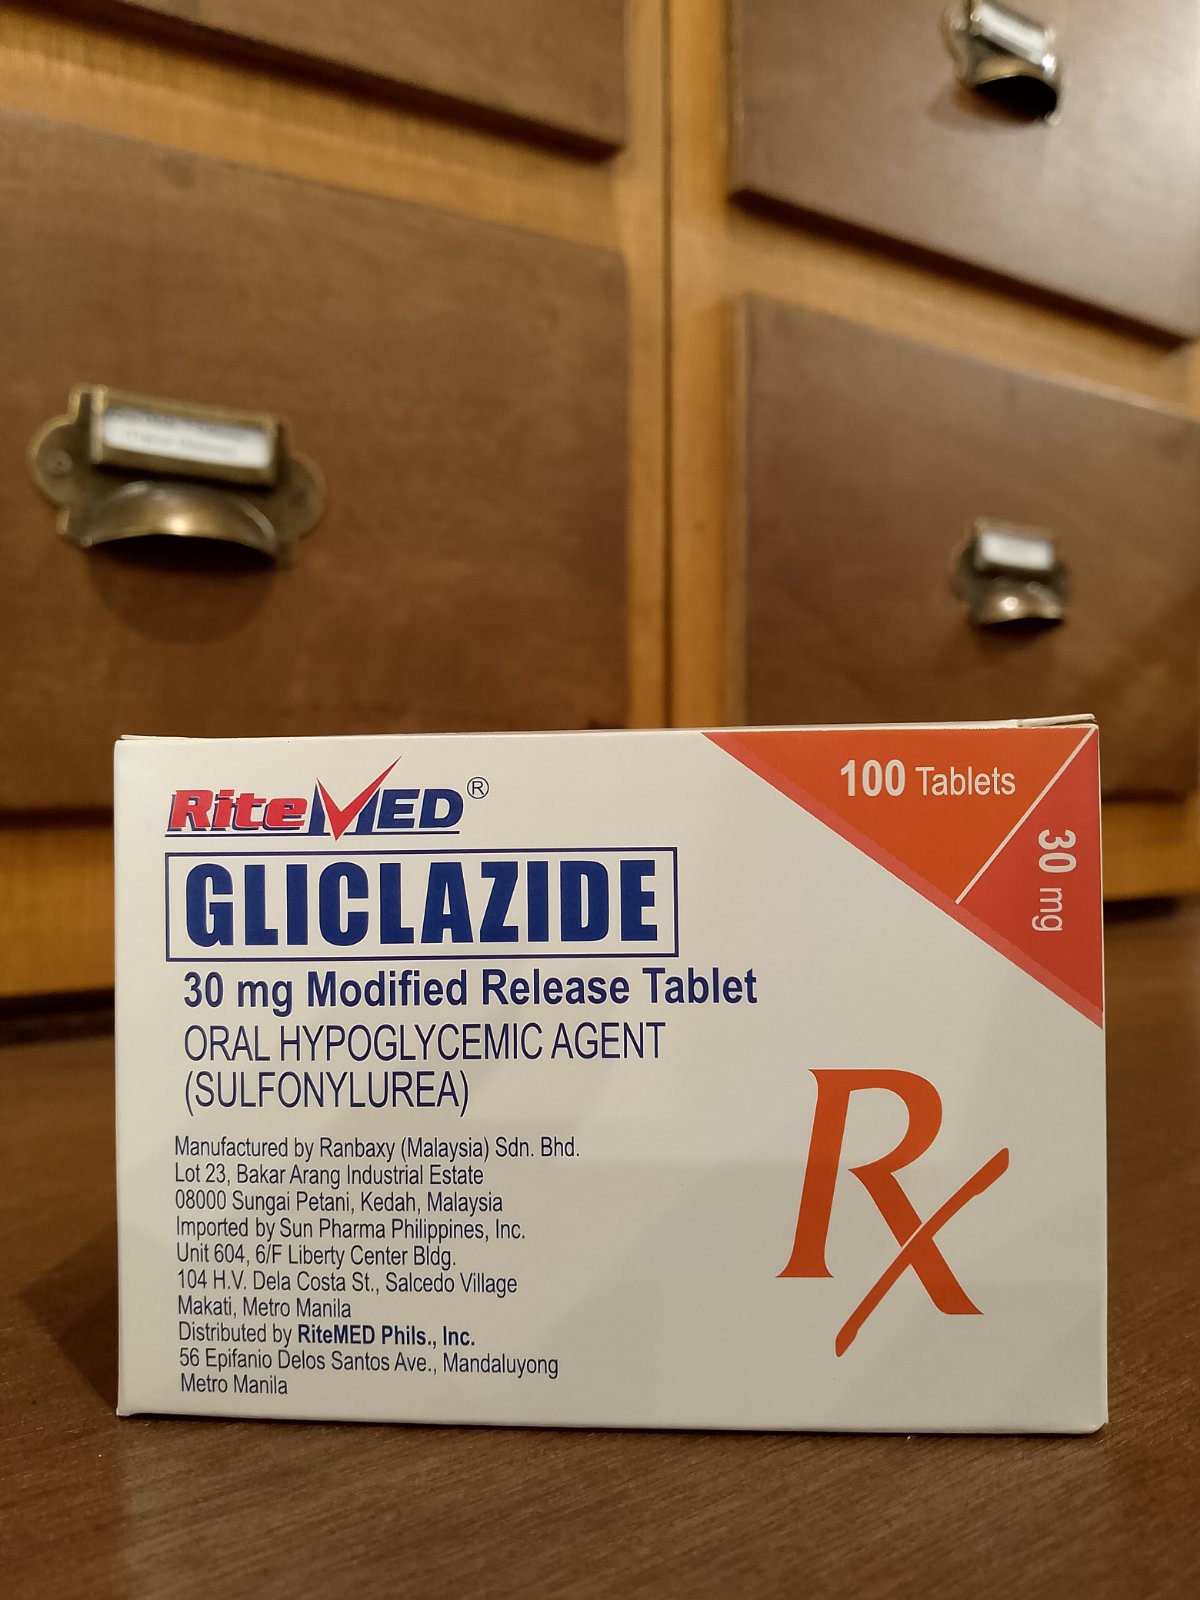 RiteMED®
GLICLAZIDE
30 mg Modified Release Tablet
ORAL HYPOGLYCEMIC AGENT
(SULFONYLUREA)
100 Tablets
30 mg
Rx
Manufactured by Ranbaxy (Malaysia) Sdn. Bhd.
Lot 23, Bakar Arang Industrial Estate
08000 Sungai Petani, Kedah, Malaysia
Imported by Sun Pharma Philippines, Inc.
Unit 604, 6/F Liberty Center Bldg.
104 H.V. Dela Costa St., Salcedo Village
Makati, Metro Manila
Distributed by RiteMED Phils., Inc.
56 Epifanio Delos Santos Ave., Mandaluyong
Metro Manila